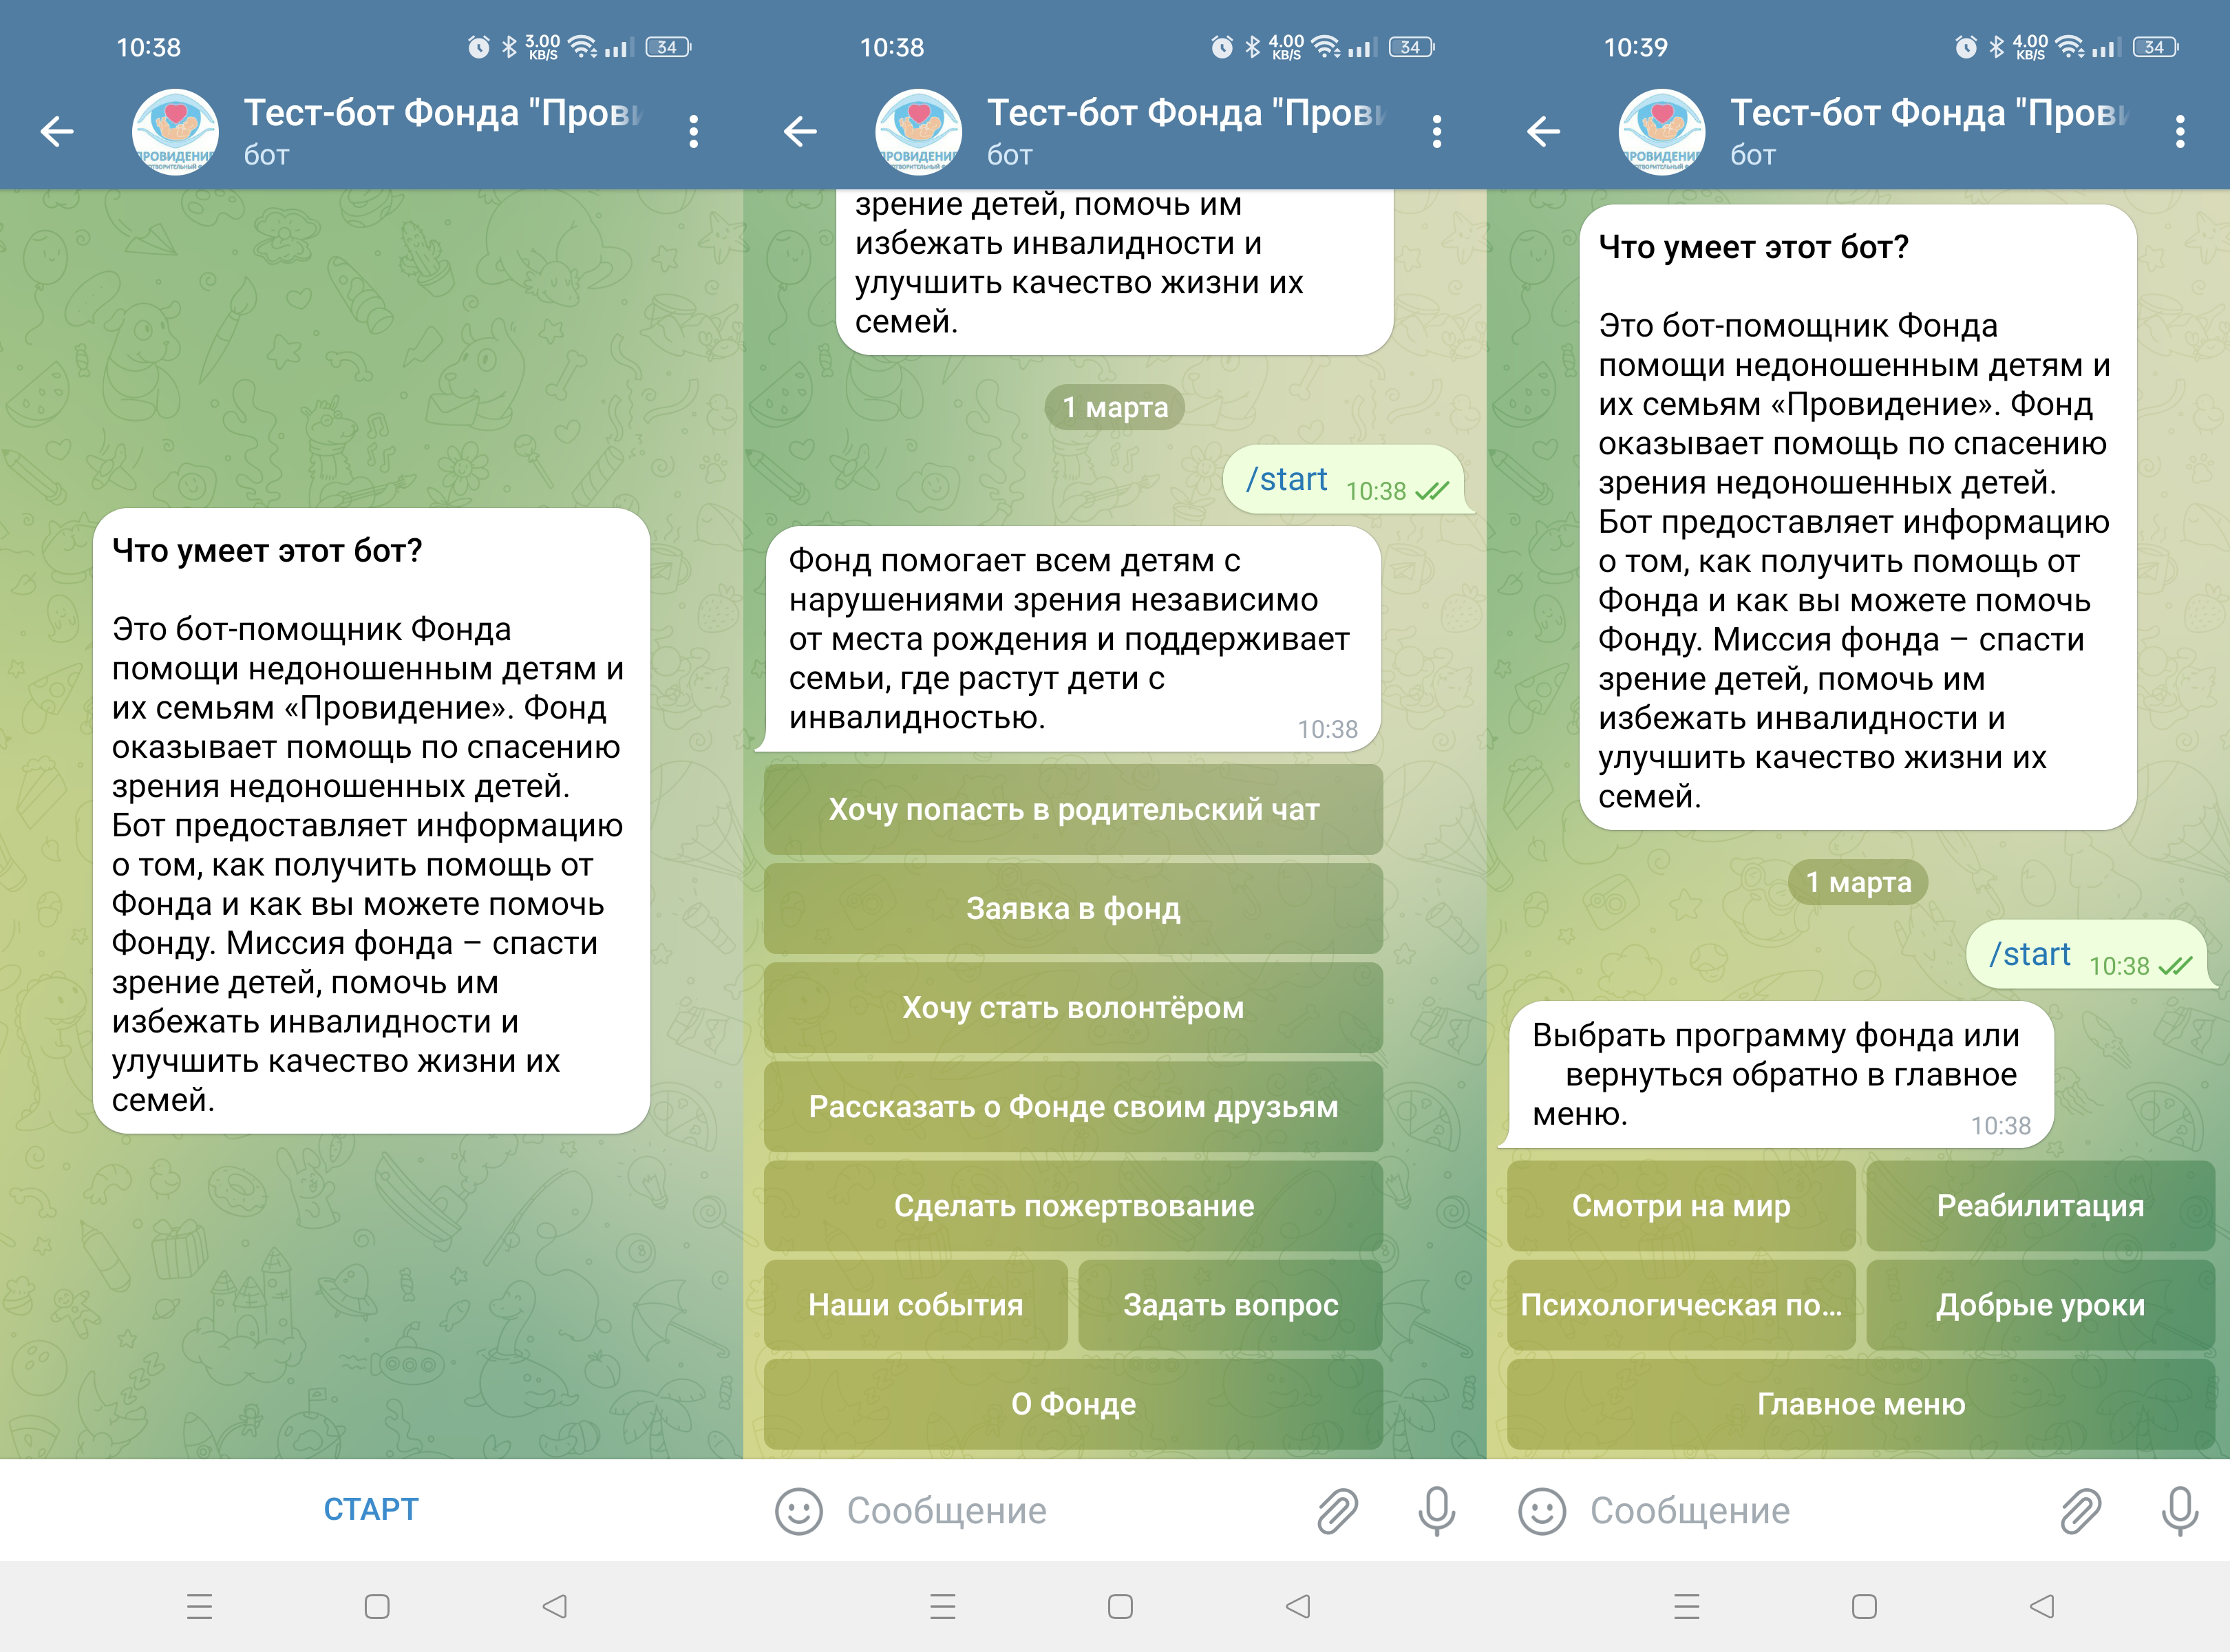 10:38
3.00
KB/S
34
Тест-бот Фонда "Прови
бот
ПРОВИДЕНИЕ
Что умеет этот бот?
Это бот-помощник Фонда
помощи недоношенным детям и
их семьям «Провидение». Фонд
оказывает помощь по спасению
зрения недоношенных детей.
Бот предоставляет информацию
о том, как получить помощь от
Фонда и как вы можете помочь
Фонду. Миссия фонда – спасти
зрение детей, помочь им
избежать инвалидности и
улучшить качество жизни их
семей.
СТАРТ
10:38
4.00
KB/S
34
Тест-бот Фонда "Прови
бот
ПРОВИДЕНИЕ
зрение детей, помочь им
избежать инвалидности и
улучшить качество жизни их
семей.
1 марта
/start 10:38
Фонд помогает всем детям с
нарушениями зрения независимо
от места рождения и поддерживает
семьи, где растут дети с
инвалидностью.
10:38
Хочу попасть в родительский чат
Заявка в фонд
Хочу стать волонтёром
Рассказать о Фонде своим друзьям
Сделать пожертвование
Наши события
Задать вопрос
О Фонде
Сообщение
10:39
4.00
KB/S
34
Тест-бот Фонда "Прови
бот
ПРОВИДЕНИЕ
Что умеет этот бот?
Это бот-помощник Фонда
помощи недоношенным детям и
их семьям «Провидение». Фонд
оказывает помощь по спасению
зрения недоношенных детей.
Бот предоставляет информацию
о том, как получить помощь от
Фонда и как вы можете помочь
Фонду. Миссия фонда – спасти
зрение детей, помочь им
избежать инвалидности и
улучшить качество жизни их
семей.
1 марта
/start 10:38
Выбрать программу фонда или
вернуться обратно в главное
меню.
10:38
Смотри на мир
Реабилитация
Психологическая по...
Добрые уроки
Главное меню
Сообщение